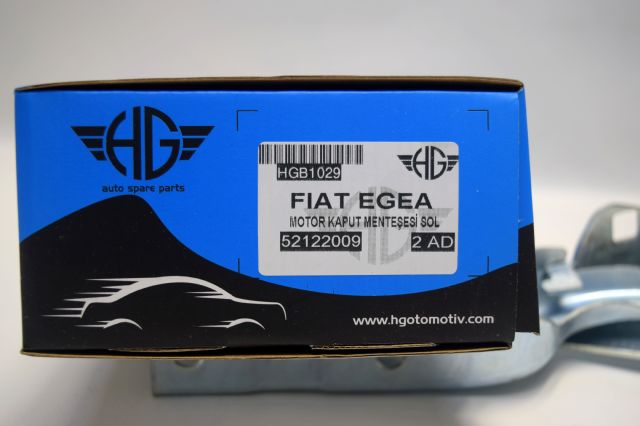 HG
auto spare parts
HGB1029
HG
FIAT EGEA
MOTOR KAPUT MENTEŞESİ SOL
52122009
2 AD
www.hgotomotiv.com